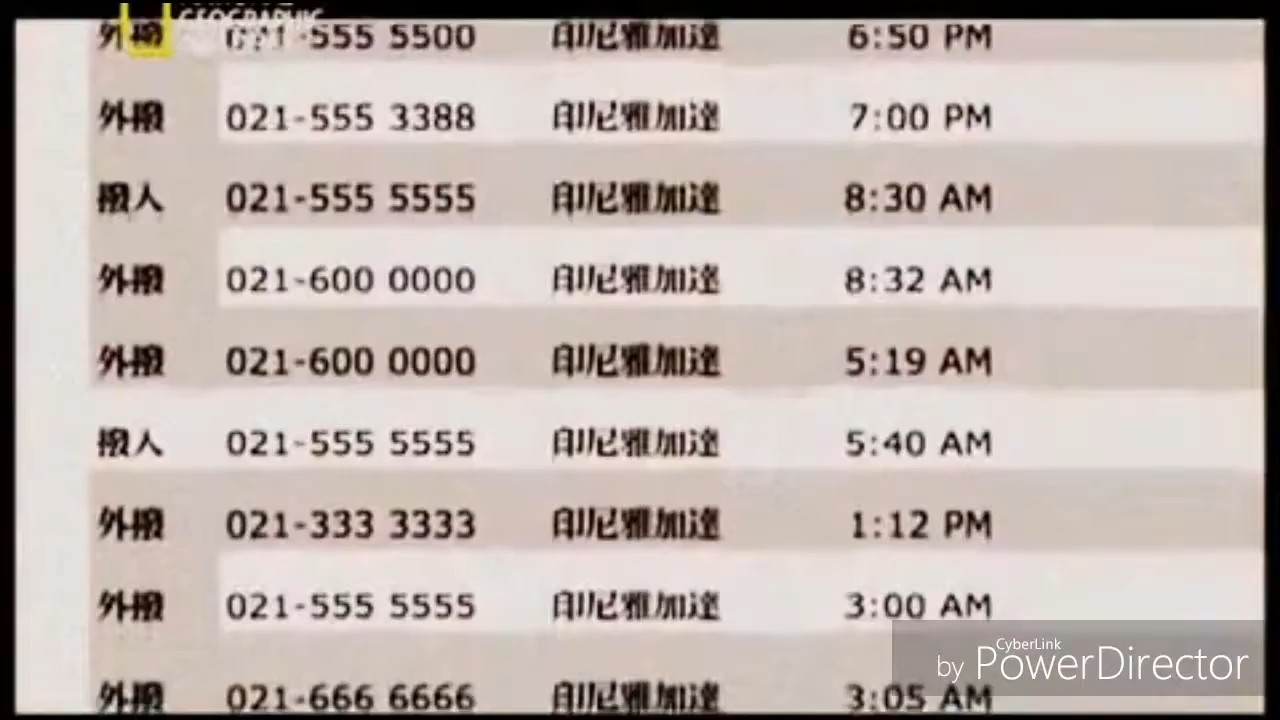 GEOGRAPHIC
外撥 021-555 5500 印尼雅加達 6:50 PM
外撥 021-555 3388 印尼雅加達 7:00 PM
撥入 021-555 5555 印尼雅加達 8:30 AM
外撥 021-600 0000 印尼雅加達 8:32 AM
外撥 021-600 0000 印尼雅加達 5:19 AM
撥入 021-555 5555 印尼雅加達 5:40 AM
外撥 021-333 3333 印尼雅加達 1:12 PM
外撥 021-555 5555 印尼雅加達 3:00 AM
外撥 021-666 6666 印尼雅加達 3:05 AM
CyberLink
by PowerDirector